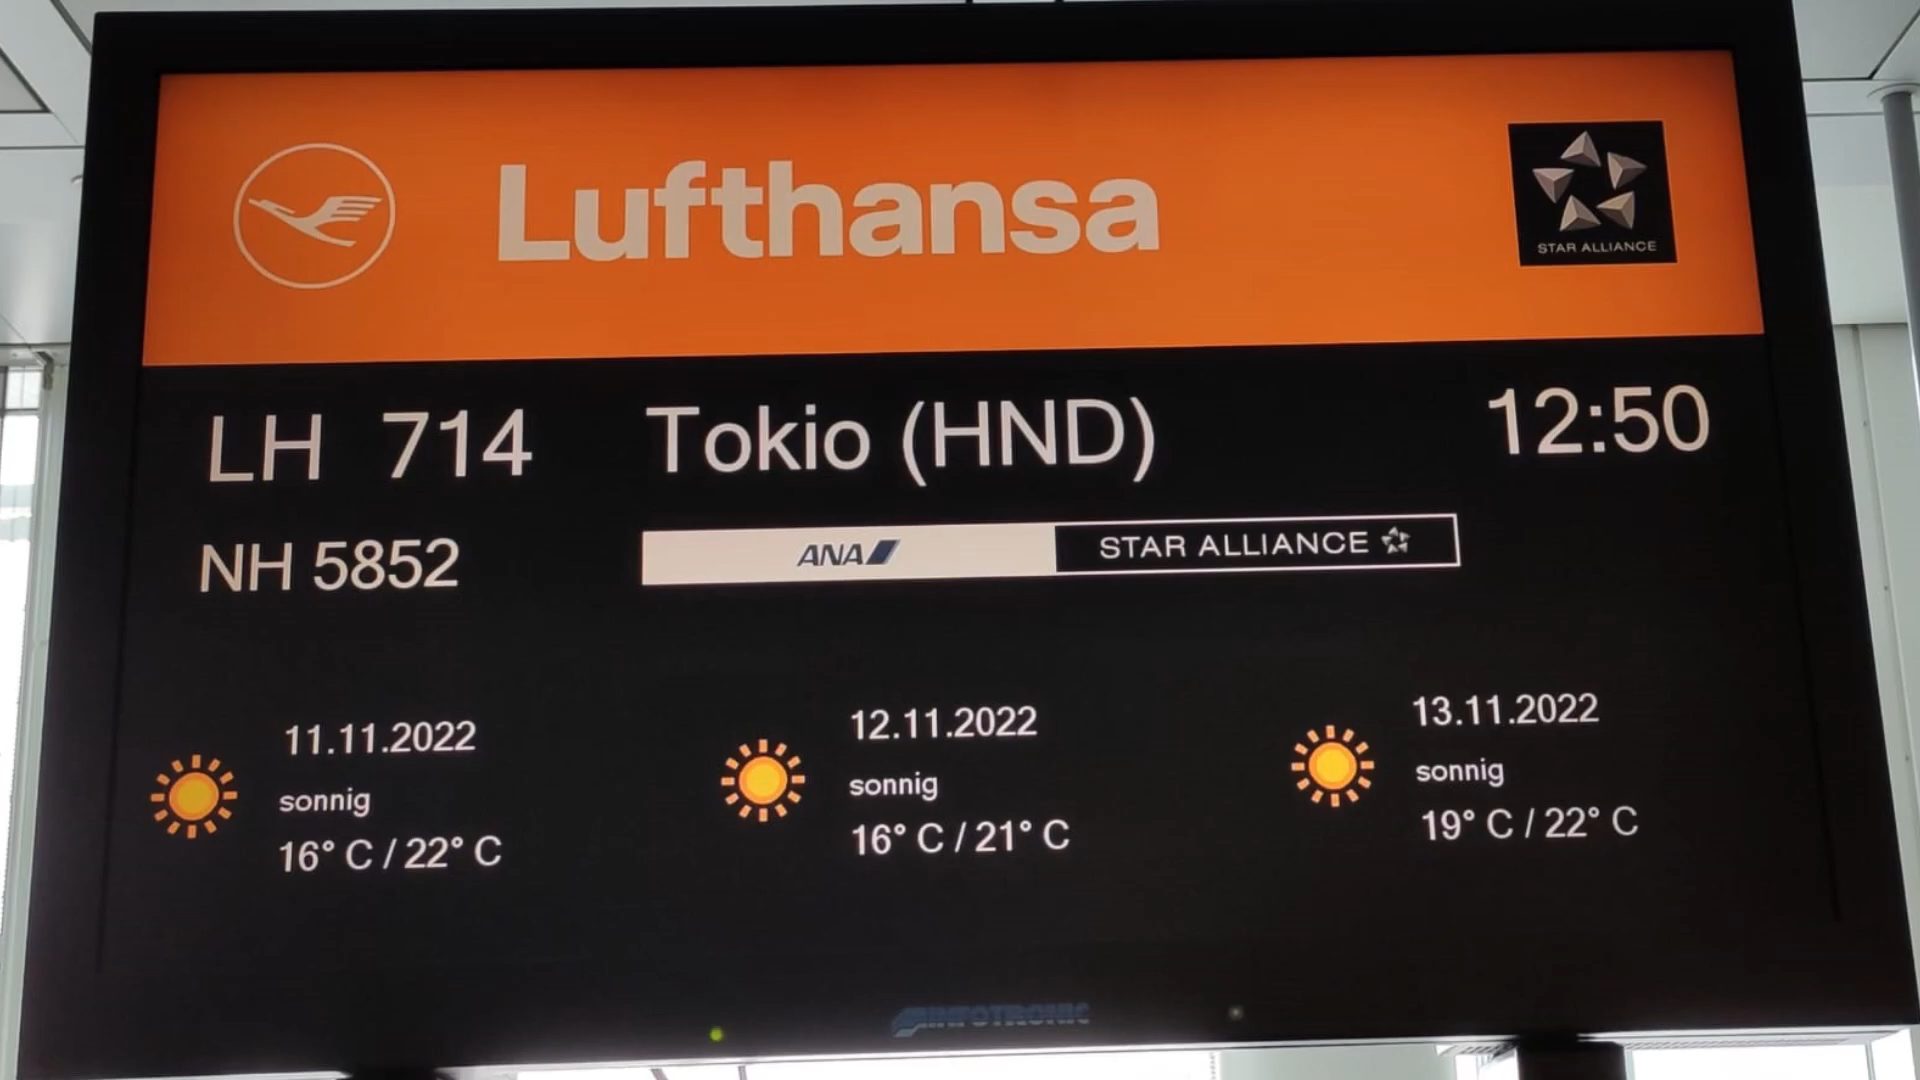 Lufthansa
STAR ALLIANCE
LH 714 Tokio (HND) 12:50
NH 5852 ANA STAR ALLIANCE
11.11.2022 12.11.2022 13.11.2022
sonnig sonnig sonnig
16° C / 22° C 16° C / 21° C 19° C / 22° C
INFOTRONIC